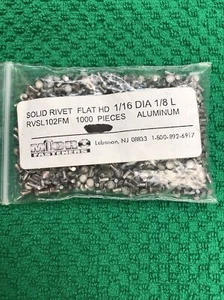 SOLID RIVET FLAT HD 1/16 DIA 1/8 L
RVSL102FM 1000 PIECES ALUMINUM
FASTENERS
Lebanon, NJ 08833 1-800-892-6917